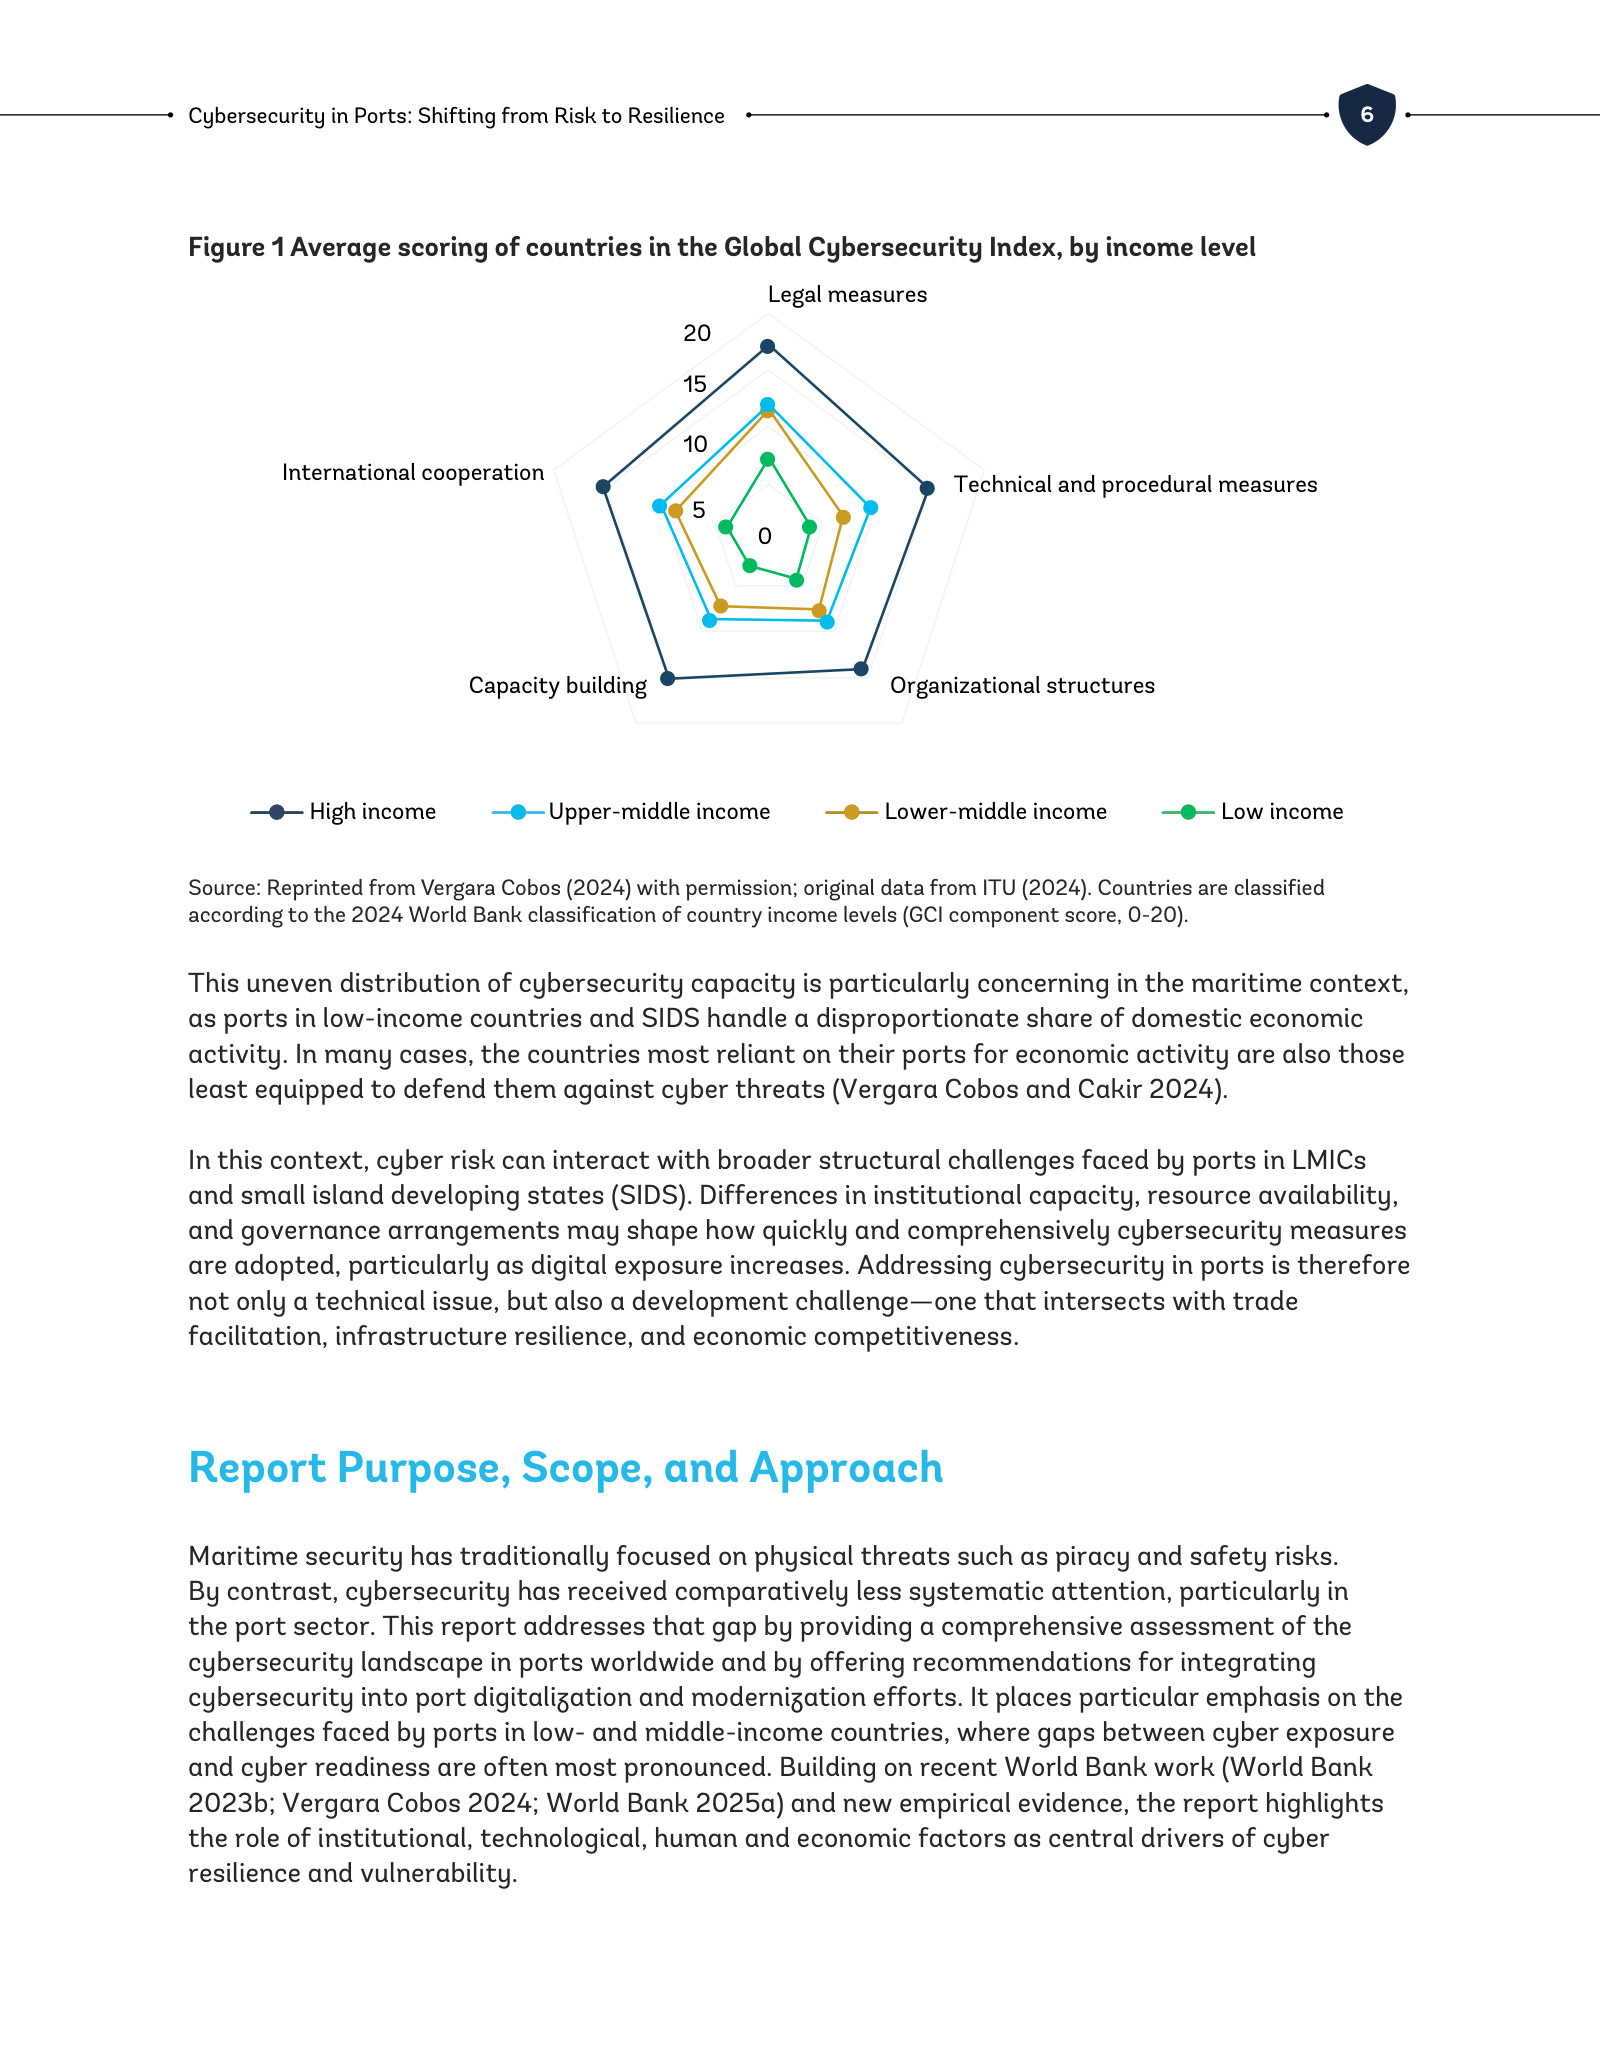 Cybersecurity in Ports: Shifting from Risk to Resilience
6
Figure 1 Average scoring of countries in the Global Cybersecurity Index, by income level
Legal measures
20
15
10
5
0
International cooperation
Technical and procedural measures
Capacity building
Organizational structures
High income
Upper-middle income
Lower-middle income
Low income
Source: Reprinted from Vergara Cobos (2024) with permission; original data from ITU (2024). Countries are classified
according to the 2024 World Bank classification of country income levels (GCI component score, 0-20).
This uneven distribution of cybersecurity capacity is particularly concerning in the maritime context,
as ports in low-income countries and SIDS handle a disproportionate share of domestic economic
activity. In many cases, the countries most reliant on their ports for economic activity are also those
least equipped to defend them against cyber threats (Vergara Cobos and Cakir 2024).
In this context, cyber risk can interact with broader structural challenges faced by ports in LMICs
and small island developing states (SIDS). Differences in institutional capacity, resource availability,
and governance arrangements may shape how quickly and comprehensively cybersecurity measures
are adopted, particularly as digital exposure increases. Addressing cybersecurity in ports is therefore
not only a technical issue, but also a development challenge—one that intersects with trade
facilitation, infrastructure resilience, and economic competitiveness.
Report Purpose, Scope, and Approach
Maritime security has traditionally focused on physical threats such as piracy and safety risks.
By contrast, cybersecurity has received comparatively less systematic attention, particularly in
the port sector. This report addresses that gap by providing a comprehensive assessment of the
cybersecurity landscape in ports worldwide and by offering recommendations for integrating
cybersecurity into port digitalization and modernization efforts. It places particular emphasis on the
challenges faced by ports in low- and middle-income countries, where gaps between cyber exposure
and cyber readiness are often most pronounced. Building on recent World Bank work (World Bank
2023b; Vergara Cobos 2024; World Bank 2025a) and new empirical evidence, the report highlights
the role of institutional, technological, human and economic factors as central drivers of cyber
resilience and vulnerability.